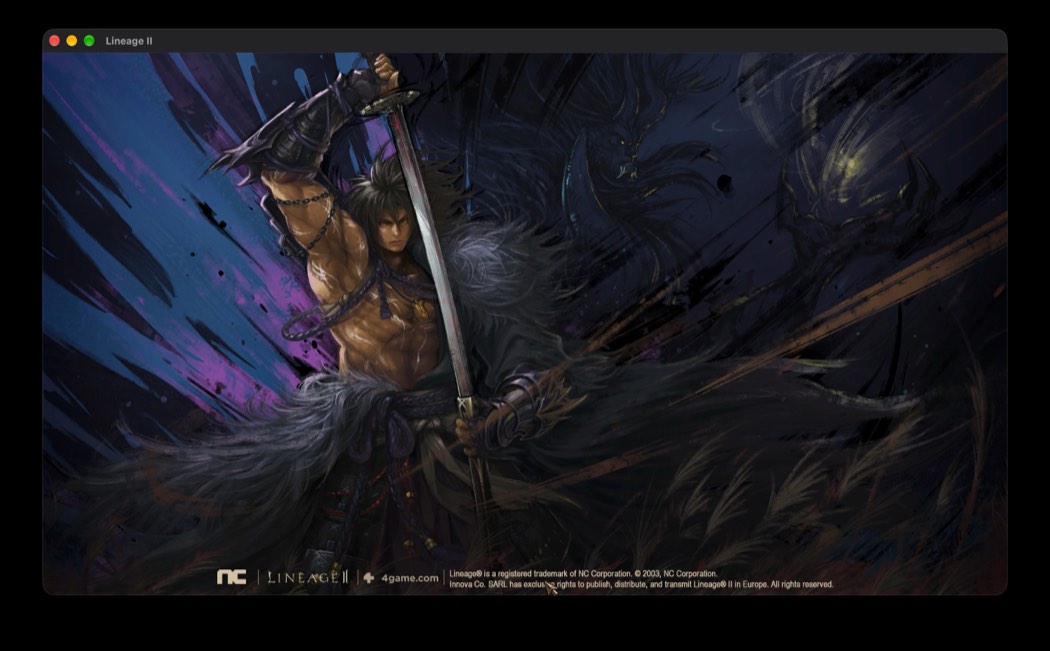 Lineage II
nc | LINEAGE II | 4game.com
Lineage® is a registered trademark of NC Corporation. © 2003, NC Corporation.
Innova Co. SARL has exclusive rights to publish, distribute, and transmit Lineage® II in Europe. All rights reserved.